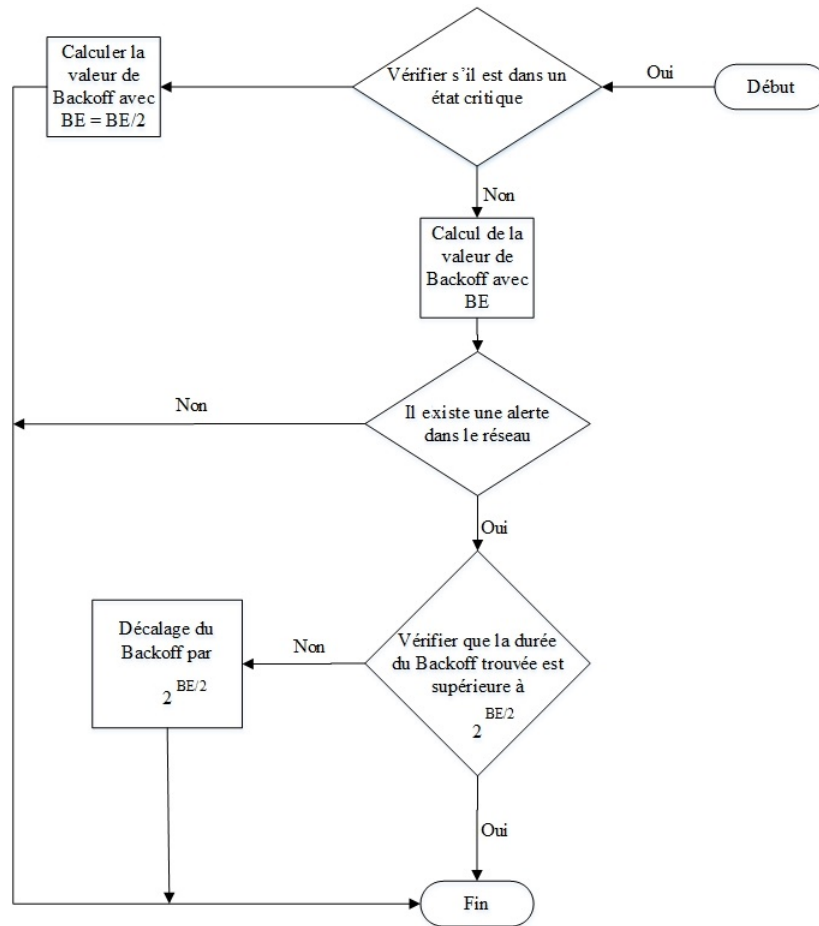 Calculer la
valeur de
Backoff avec
BE = BE/2
Vérifier s'il est dans un
état critique
Oui
Début
Non
Calcul de la
valeur de
Backoff avec
BE
Non
Il existe une alerte
dans le réseau
Oui
Décalage du
Backoff par
2 BE/2
Non
Vérifier que la durée
du Backoff trouvée est
supérieure à
2 BE/2
Oui
Fin